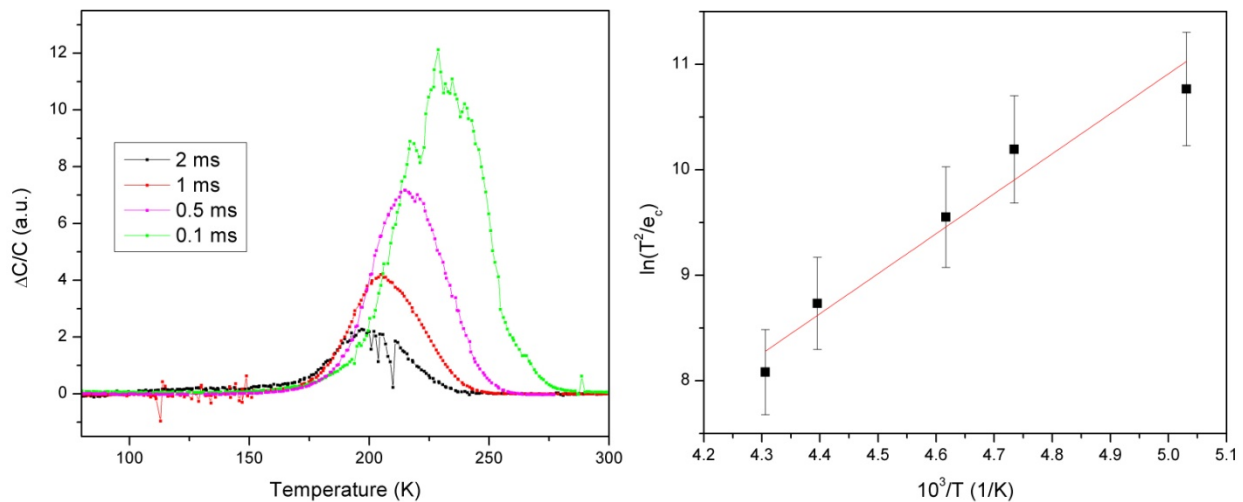 ΔC/C (a.u.)
12
10
8
6
4
2
0
2 ms
1 ms
0.5 ms
0.1 ms
100 150 200 250 300
Temperature (K)
ln(T²/e_c)
11
10
9
8
4.2 4.3 4.4 4.5 4.6 4.7 4.8 4.9 5.0 5.1
10³/T (1/K)